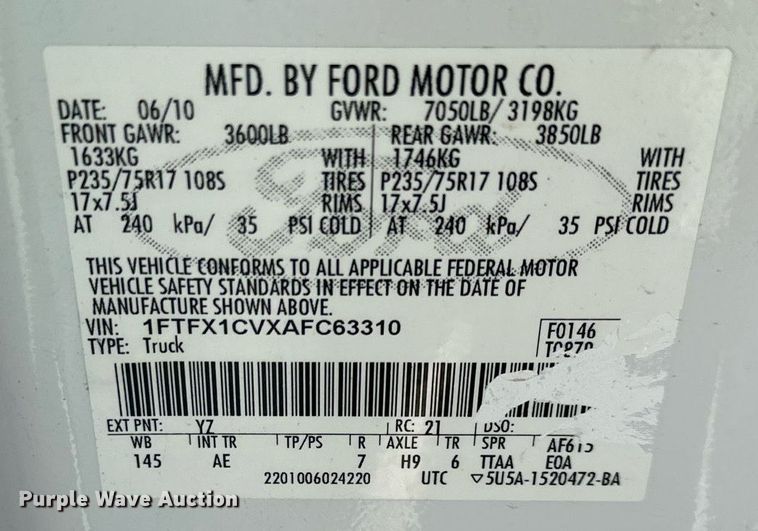 MFD. BY FORD MOTOR CO.
DATE: 06/10 GVWR: 7050LB/ 3198KG
FRONT GAWR: 3600LB REAR GAWR: 3850LB
1633KG WITH 1746KG WITH
P235/75R17 108S TIRES P235/75R17 108S TIRES
17x7.5J RIMS 17x7.5J RIMS
AT 240 kPa/ 35 PSI COLD AT 240 kPa/ 35 PSI COLD
Ford
THIS VEHICLE CONFORMS TO ALL APPLICABLE FEDERAL MOTOR
VEHICLE SAFETY STANDARDS IN EFFECT ON THE DATE OF
MANUFACTURE SHOWN ABOVE.
VIN: 1FTFX1CVXAFC63310 F0146
TYPE: Truck
EXT PNT: YZ RC: 21 DSO:
WB INT TR TP/PS R AXLE TR SPR AF615
145 AE 7 H9 6 TTAA EOA
2201006024220 UTC ▽5U5A-1520472-BA
Purple Wave Auction